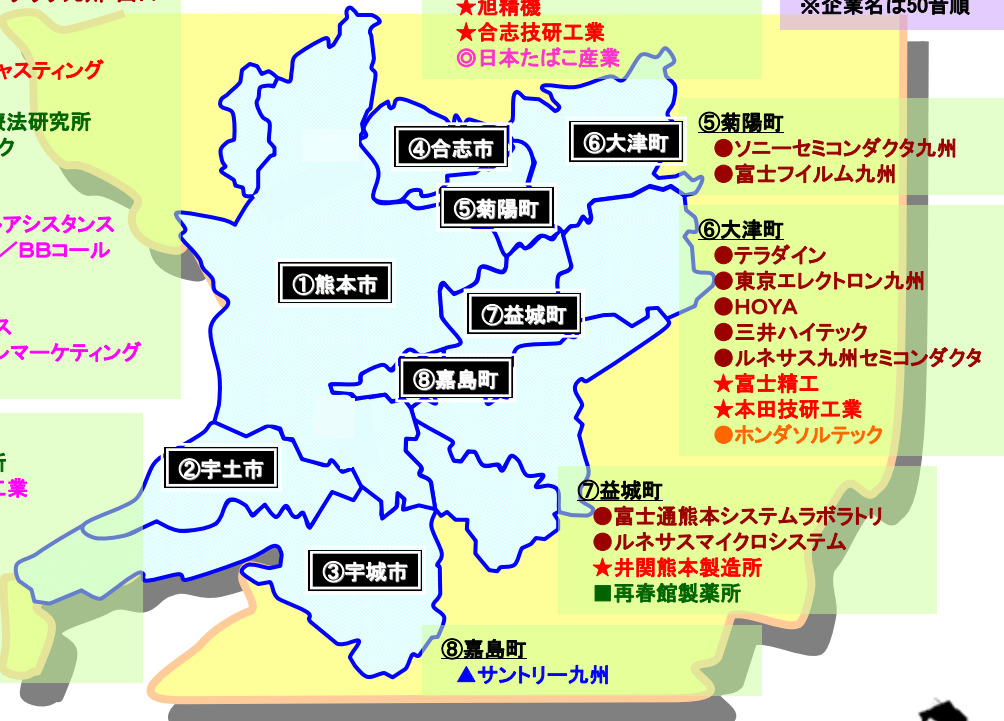 ※企業名は50音順
★旭精機
★合志技研工業
◎日本たばこ産業
ャスティング
療法研究所
ク
アシスタンス
／BBコール
ス
ンマーケティング
所
工業
④合志市
⑥大津町
⑤菊陽町
①熊本市
⑦益城町
⑧嘉島町
②宇土市
③宇城市
⑤菊陽町
●ソニーセミコンダクタ九州
●富士フイルム九州
⑥大津町
●テラダイン
●東京エレクトロン九州
●HOYA
●三井ハイテック
●ルネサス九州セミコンダクタ
★富士精工
★本田技研工業
●ホンダソルテック
⑦益城町
●富士通熊本システムラボラトリ
●ルネサスマイクロシステム
★井関熊本製造所
■再春館製薬所
⑧嘉島町
▲サントリー九州